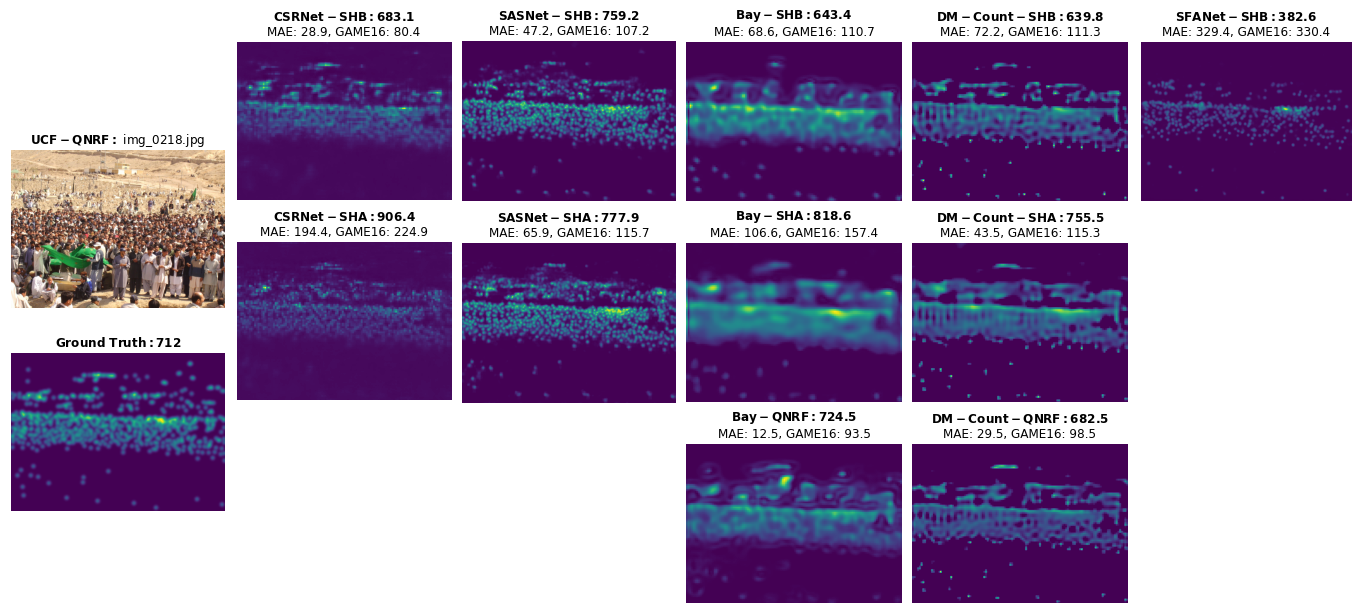 CSRNet − SHB : 683.1
MAE: 28.9, GAME16: 80.4
SASNet − SHB : 759.2
MAE: 47.2, GAME16: 107.2
Bay − SHB : 643.4
MAE: 68.6, GAME16: 110.7
DM − Count − SHB : 639.8
MAE: 72.2, GAME16: 111.3
SFANet − SHB : 382.6
MAE: 329.4, GAME16: 330.4
UCF − QNRF : img_0218.jpg
CSRNet − SHA : 906.4
MAE: 194.4, GAME16: 224.9
SASNet − SHA : 777.9
MAE: 65.9, GAME16: 115.7
Bay − SHA : 818.6
MAE: 106.6, GAME16: 157.4
DM − Count − SHA : 755.5
MAE: 43.5, GAME16: 115.3
Ground Truth : 712
Bay − QNRF : 724.5
MAE: 12.5, GAME16: 93.5
DM − Count − QNRF : 682.5
MAE: 29.5, GAME16: 98.5